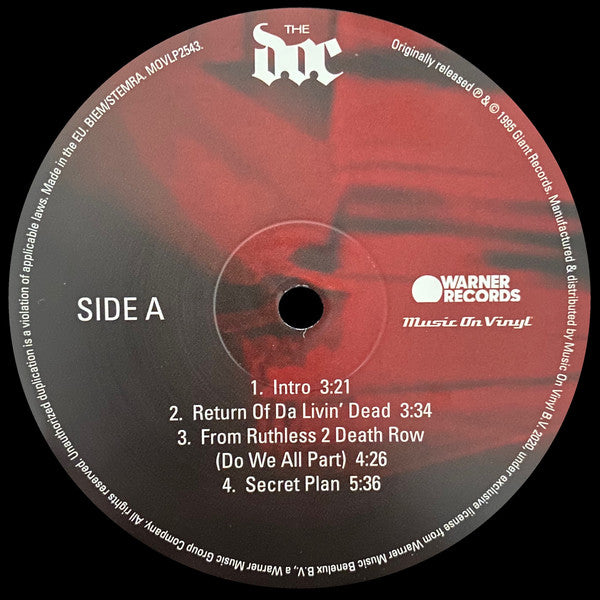 THE
D.O.C
Originally released ℗ & © 1995 Giant Records. Manufactured & distributed by Music On Vinyl B.V. 2020, under exclusive license from Warner Music Benelux B.V., a Warner Music Group Company. All rights reserved. Unauthorized duplication is a violation of applicable laws. Made in the EU. BIEM/STEMRA. MOVLP2543.
SIDE A
WARNER
RECORDS
Music On Vinyl
1. Intro 3:21
2. Return Of Da Livin’ Dead 3:34
3. From Ruthless 2 Death Row
(Do We All Part) 4:26
4. Secret Plan 5:36